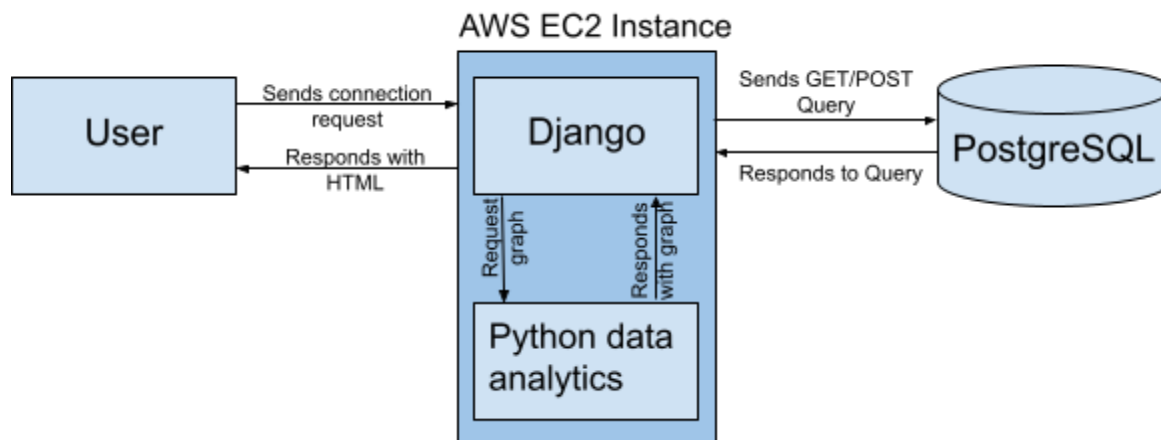 AWS EC2 Instance
User
Sends connection
request
Responds with
HTML
Django
Sends GET/POST
Query
Responds to Query
PostgreSQL
Request
graph
Responds
with graph
Python data
analytics